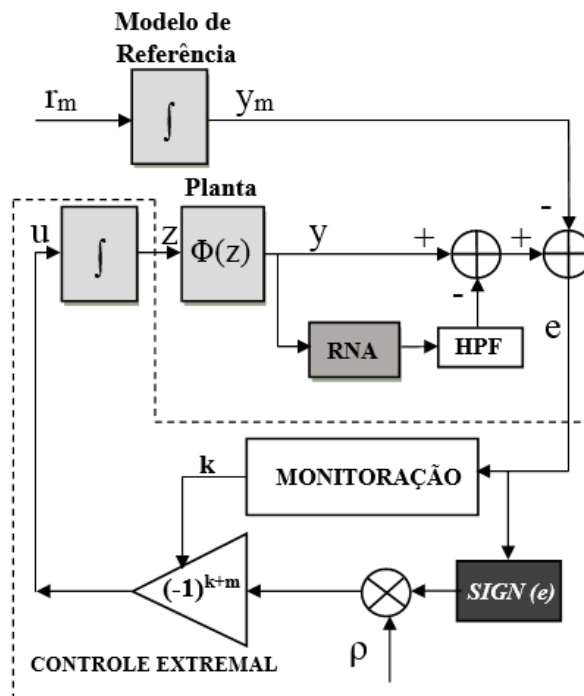 Modelo de
Referência
rₘ
∫
yₘ
Planta
-
u
∫
z
Φ(z)
y
+
+
-
RNA
HPF
e
k
MONITORAÇÃO
(-1)ᵏ⁺ᵐ
SIGN (e)
ρ
CONTROLE EXTREMAL